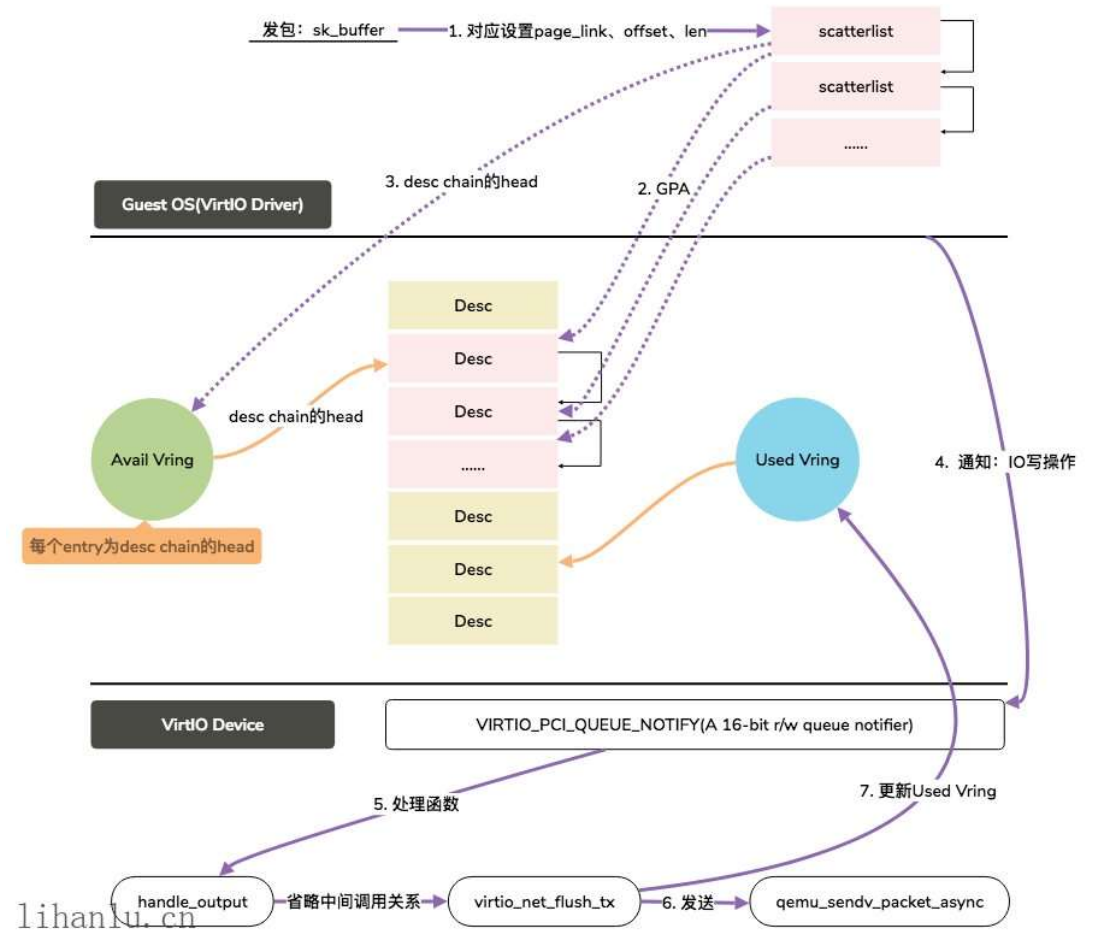 发包：sk_buffer
1. 对应设置page_link、offset、len
scatterlist
scatterlist
......
3. desc chain的head
2. GPA
Guest OS(VirtIO Driver)
Desc
Desc
Desc
......
Desc
Desc
Desc
desc chain的head
Avail Vring
每个entry为desc chain的head
Used Vring
4. 通知：IO写操作
VirtIO Device
VIRTIO_PCI_QUEUE_NOTIFY(A 16-bit r/w queue notifier)
5. 处理函数
7. 更新Used Vring
handle_output
省略中间调用关系
virtio_net_flush_tx
6. 发送
qemu_sendv_packet_async
lihanlu.cn